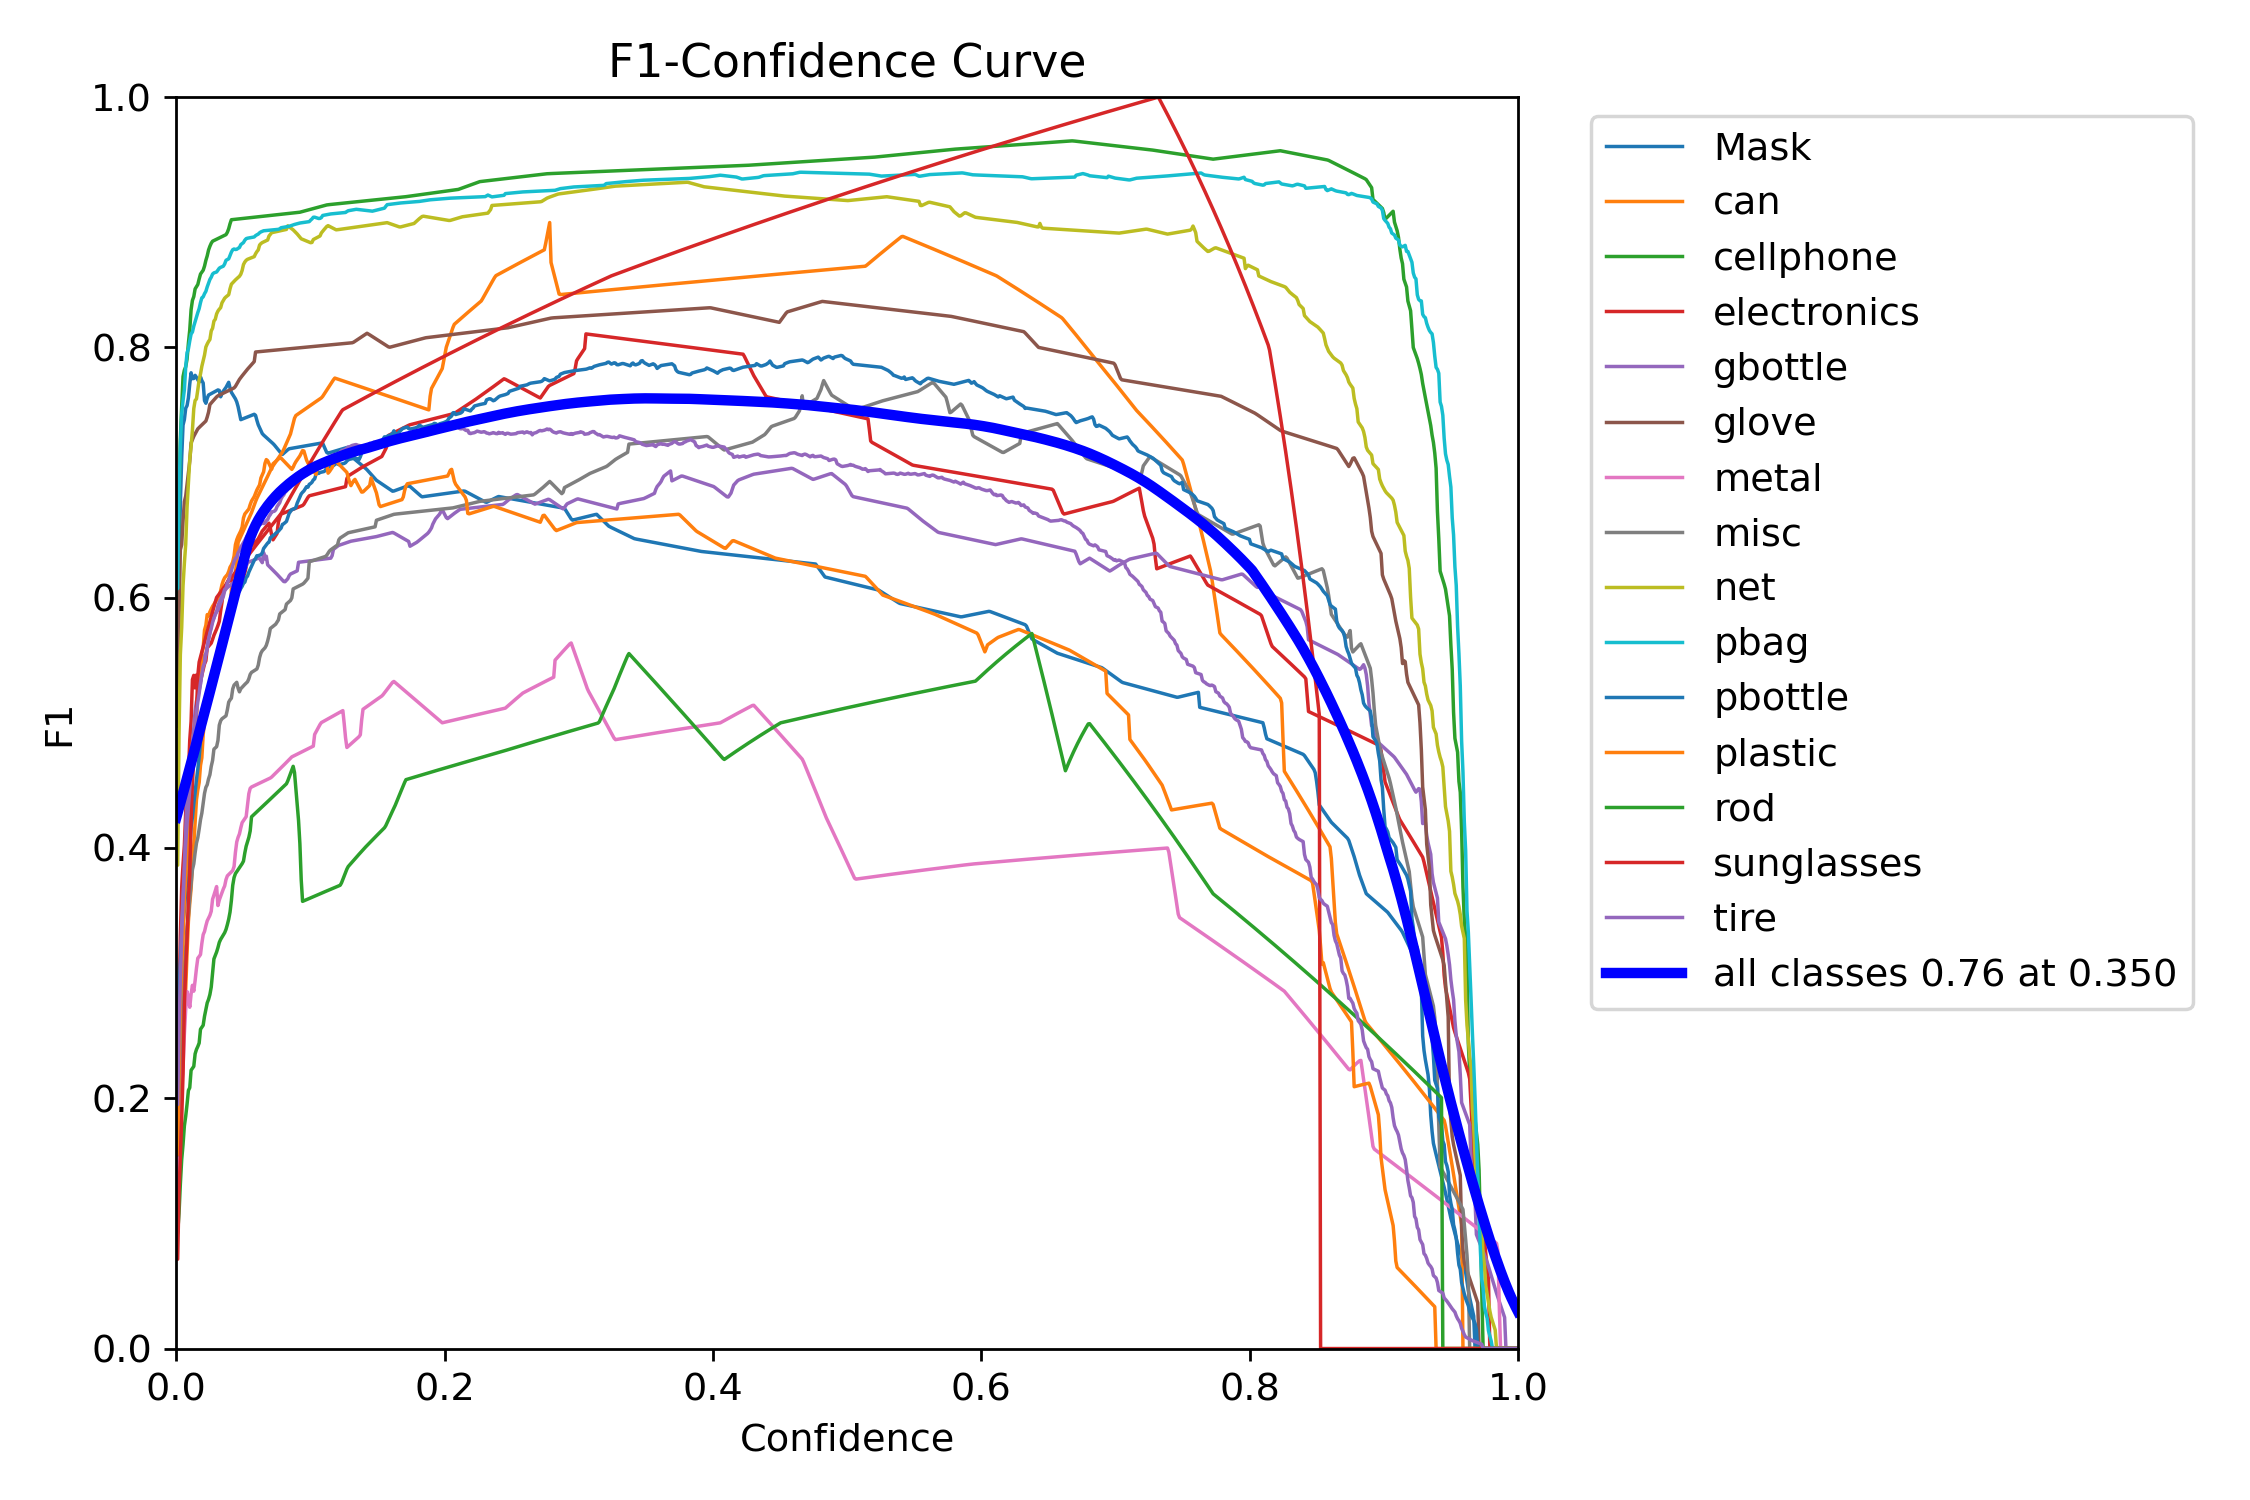 F1-Confidence Curve
1.0
0.8
0.6
0.4
0.2
0.0
F1
0.0 0.2 0.4 0.6 0.8 1.0
Confidence
Mask
can
cellphone
electronics
gbottle
glove
metal
misc
net
pbag
pbottle
plastic
rod
sunglasses
tire
all classes 0.76 at 0.350